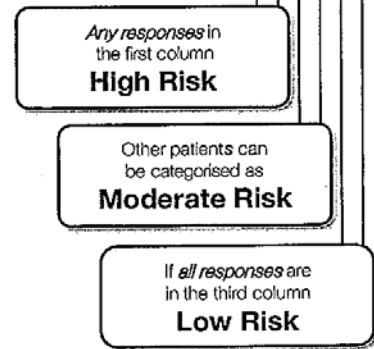 Any responses in
the first column
High Risk
Other patients can
be categorised as
Moderate Risk
If all responses are
in the third column
Low Risk